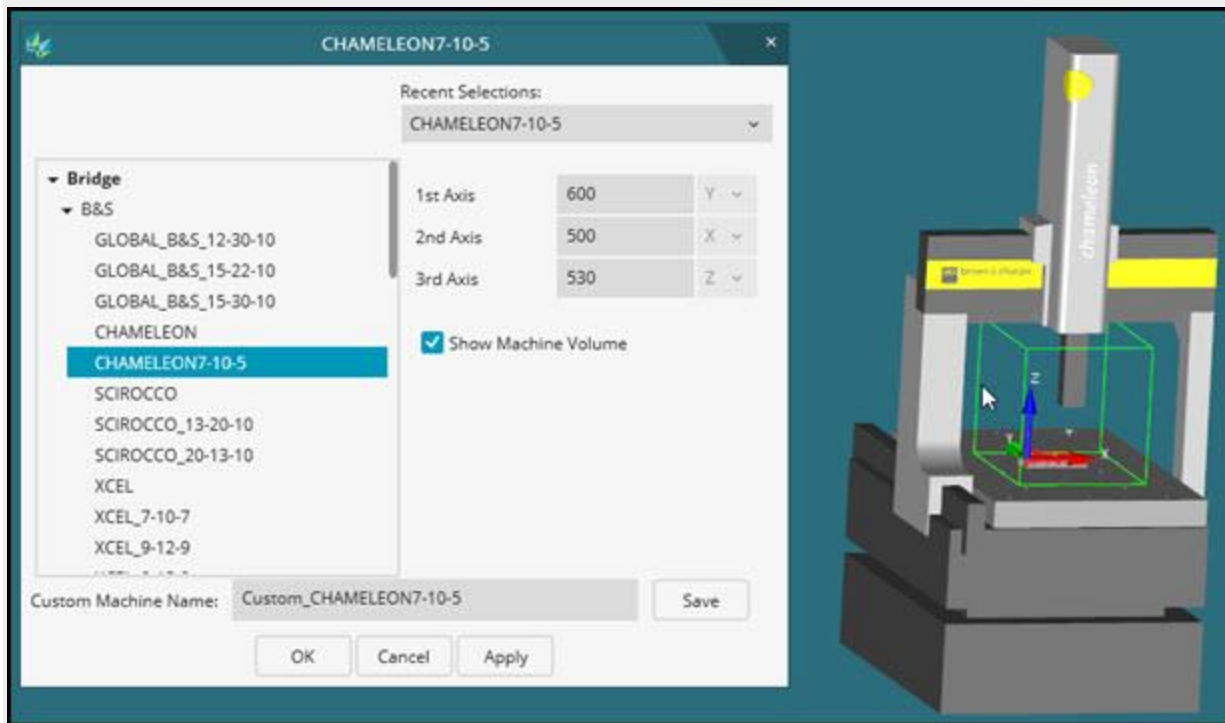 CHAMELEON7-10-5
Recent Selections:
CHAMELEON7-10-5
Bridge
B&S
GLOBAL_B&S_12-30-10
GLOBAL_B&S_15-22-10
GLOBAL_B&S_15-30-10
CHAMELEON
CHAMELEON7-10-5
SCIROCCO
SCIROCCO_13-20-10
SCIROCCO_20-13-10
XCEL
XCEL_7-10-7
XCEL_9-12-9
1st Axis 600 Y
2nd Axis 500 X
3rd Axis 530 Z
Show Machine Volume
Custom Machine Name: Custom_CHAMELEON7-10-5 Save
OK Cancel Apply
chameleon
brown & sharpe
Z
Y
Y
X